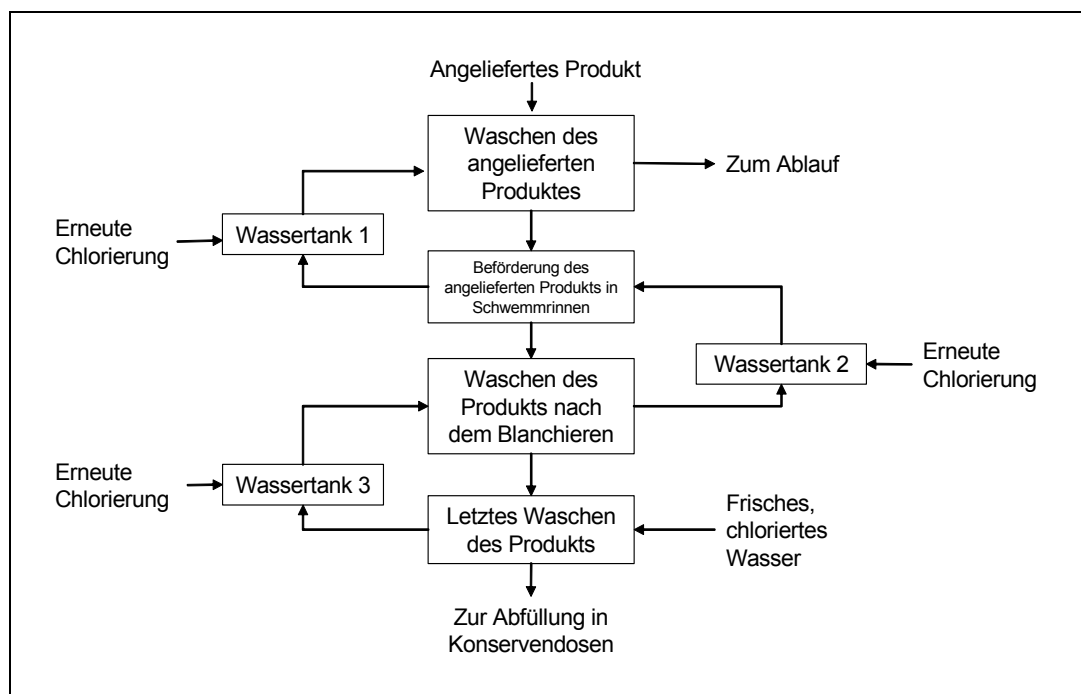 Angeliefertes Produkt
Waschen des
angelieferten
Produktes
Zum Ablauf
Erneute
Chlorierung
Wassertank 1
Beförderung des
angelieferten Produkts in
Schwemmrinnen
Wassertank 2
Erneute
Chlorierung
Waschen des
Produkts nach
dem Blanchieren
Erneute
Chlorierung
Wassertank 3
Letztes Waschen
des Produkts
Frisches,
chloriertes
Wasser
Zur Abfüllung in
Konservendosen